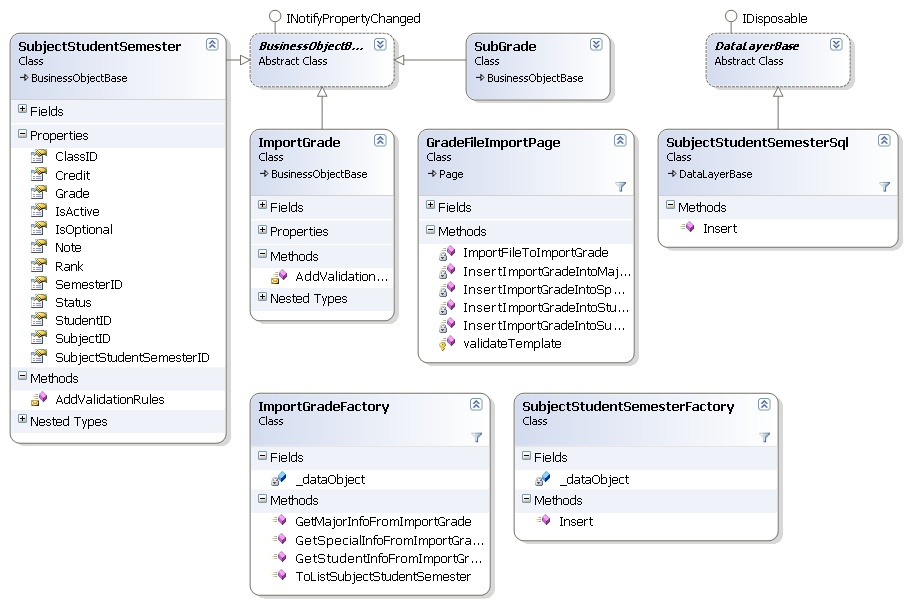 INotifyPropertyChanged
IDisposable
SubjectStudentSemester
Class
BusinessObjectBase
Fields
Properties
ClassID
Credit
Grade
IsActive
IsOptional
Note
Rank
SemesterID
Status
StudentID
SubjectID
SubjectStudentSemesterID
Methods
AddValidationRules
Nested Types
BusinessObjectB...
Abstract Class
SubGrade
Class
BusinessObjectBase
DataLayerBase
Abstract Class
ImportGrade
Class
BusinessObjectBase
Fields
Properties
Methods
AddValidation...
Nested Types
GradeFileImportPage
Class
Page
Fields
Methods
ImportFileToImportGrade
InsertImportGradeIntoMaj...
InsertImportGradeIntoSp...
InsertImportGradeIntoStu...
InsertImportGradeIntoSu...
validateTemplate
SubjectStudentSemesterSql
Class
DataLayerBase
Methods
Insert
ImportGradeFactory
Class
Fields
_dataObject
Methods
GetMajorInfoFromImportGrade
GetSpecialInfoFromImportGra...
GetStudentInfoFromImportGr...
ToListSubjectStudentSemester
SubjectStudentSemesterFactory
Class
Fields
_dataObject
Methods
Insert